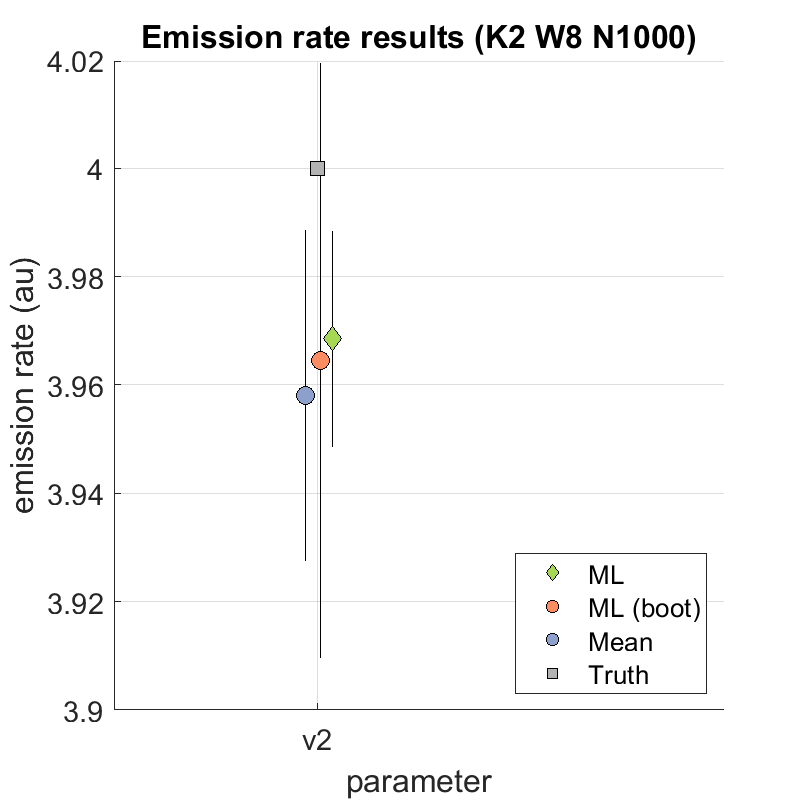 Emission rate results (K2 W8 N1000)
4.02
4
3.98
3.96
3.94
3.92
3.9
emission rate (au)
v2
parameter
ML
ML (boot)
Mean
Truth